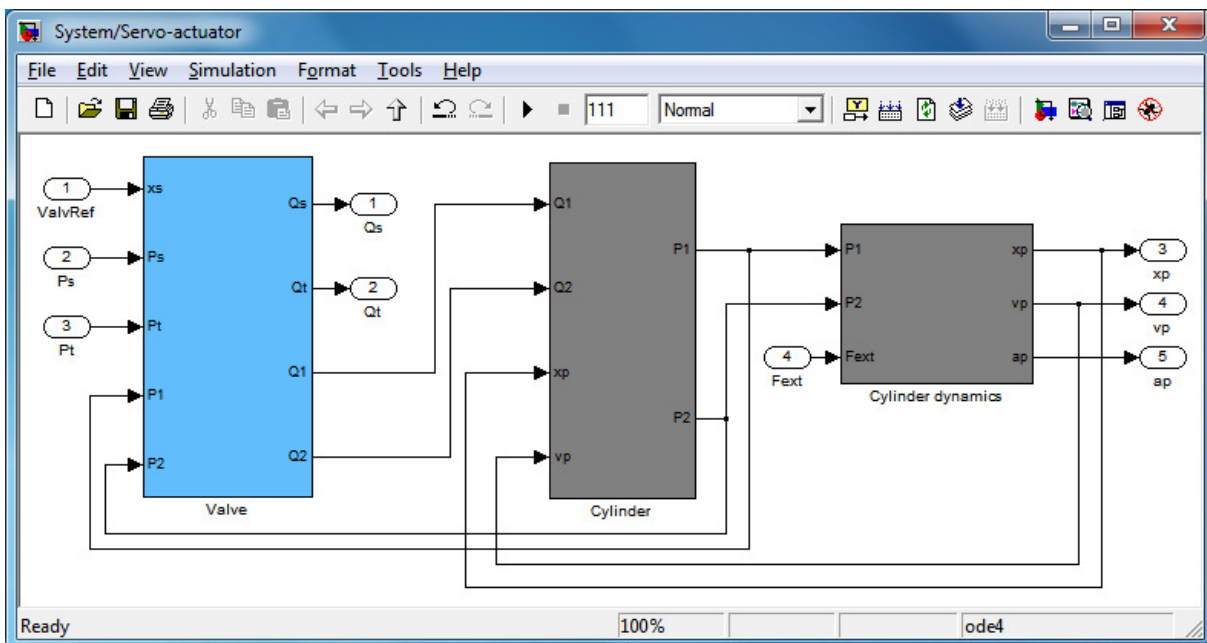 System/Servo-actuator
File Edit View Simulation Format Tools Help
111 Normal
1
ValvRef
2
Ps
3
Pt
xs
Ps
Pt
P1
P2
Qs
Qt
Q1
Q2
Valve
1
Qs
2
Qt
Q1
Q2
xp
vp
P1
P2
Cylinder
4
Fext
P1
P2
Fext
xp
vp
ap
Cylinder dynamics
3
xp
4
vp
5
ap
Ready 100% ode4